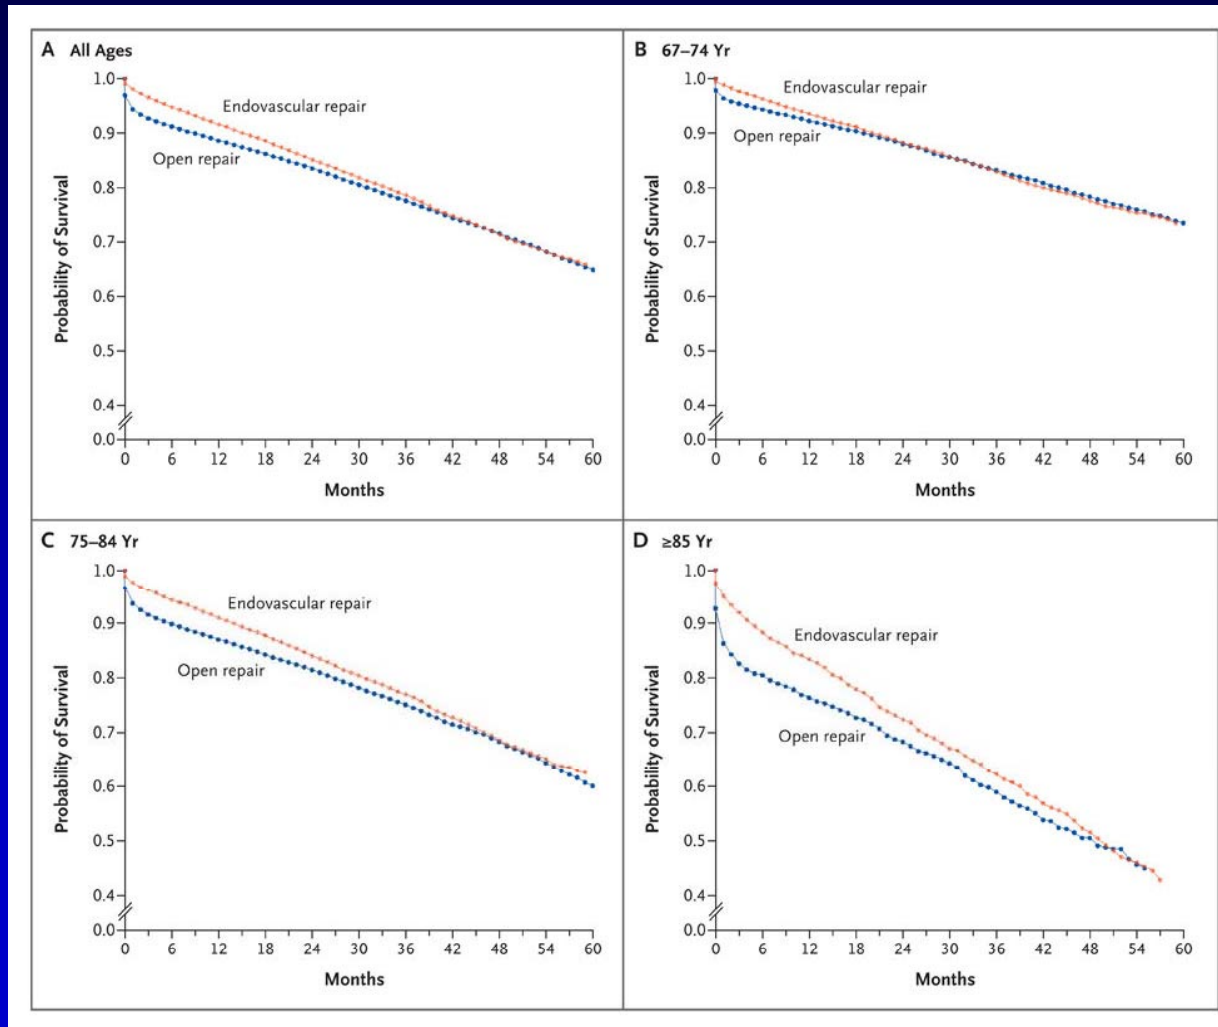 A All Ages
1.0
0.9
0.8
0.7
0.6
0.5
0.4
0.0
Probability of Survival
Endovascular repair
Open repair
0 6 12 18 24 30 36 42 48 54 60
Months
B 67–74 Yr
1.0
0.9
0.8
0.7
0.6
0.5
0.4
0.0
Probability of Survival
Endovascular repair
Open repair
0 6 12 18 24 30 36 42 48 54 60
Months
C 75–84 Yr
1.0
0.9
0.8
0.7
0.6
0.5
0.4
0.0
Probability of Survival
Endovascular repair
Open repair
0 6 12 18 24 30 36 42 48 54 60
Months
D ≥85 Yr
1.0
0.9
0.8
0.7
0.6
0.5
0.4
0.0
Probability of Survival
Endovascular repair
Open repair
0 6 12 18 24 30 36 42 48 54 60
Months